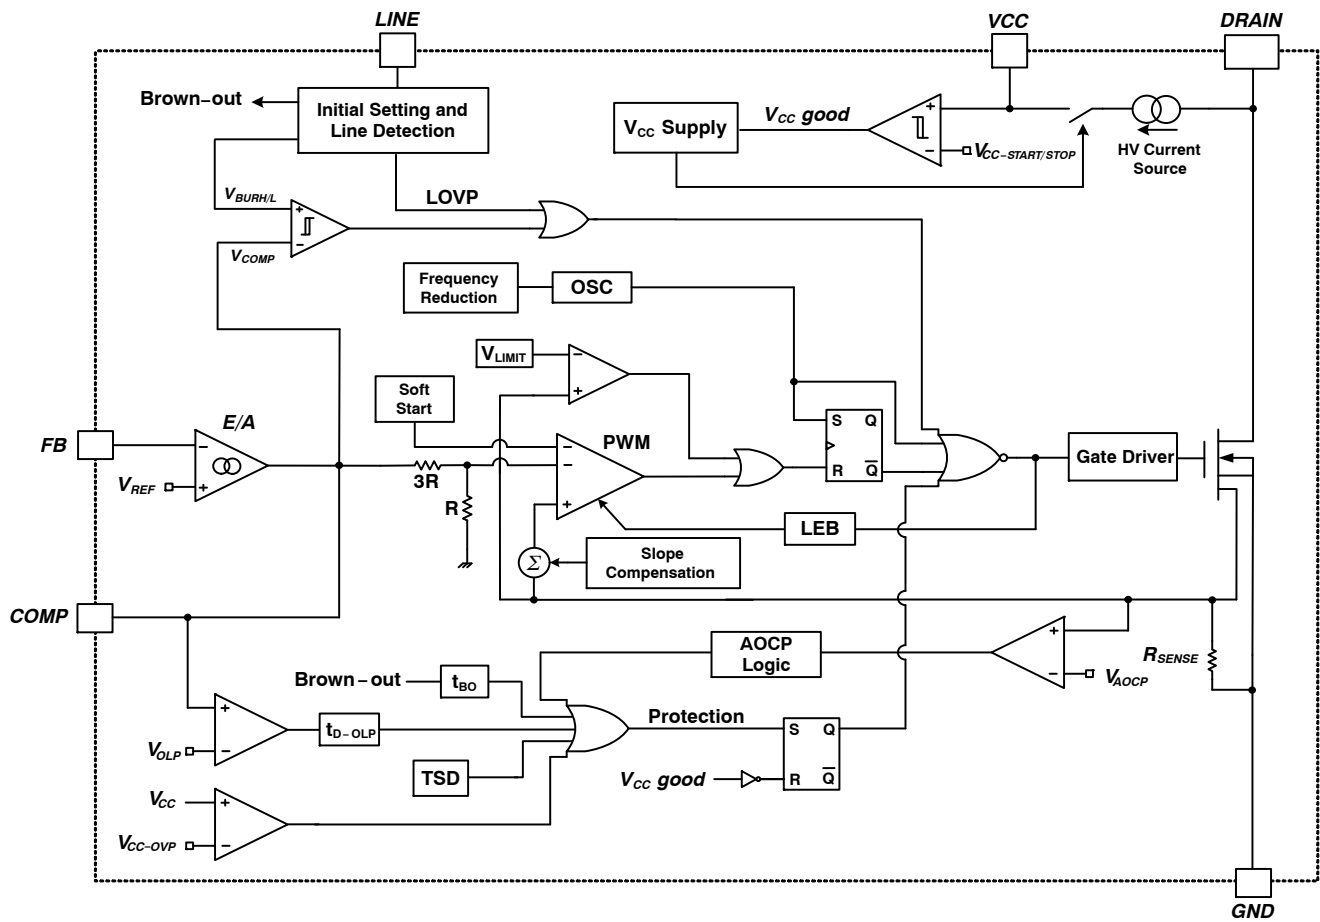 LINE
VCC
DRAIN
Brown-out
Initial Setting and
Line Detection
VCC Supply
VCC good
+
−
VCC-START/STOP
HV Current
Source
VBURH/L
LOVP
+
−
VCOMP
Frequency
Reduction
OSC
VLIMIT
−
+
Soft
Start
E/A
PWM
FB
−
+
VREF
3R
R
−
−
+
S Q
R Q
Gate Driver
LEB
Σ
Slope
Compensation
COMP
AOCP
Logic
+
−
VAOCP
RSENSE
Brown-out
tBO
Protection
+
−
VOLP
tD-OLP
TSD
S Q
R Q
VCC good
VCC
+
−
VCC-OVP
GND